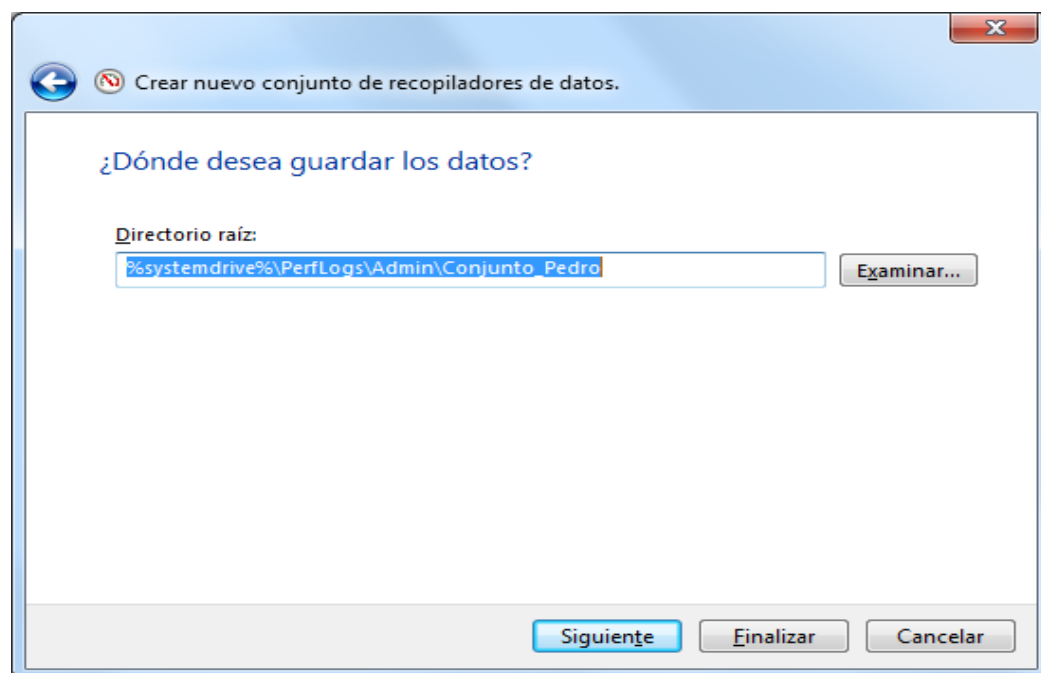 Crear nuevo conjunto de recopiladores de datos.
¿Dónde desea guardar los datos?
Directorio raíz:
%systemdrive%\PerfLogs\Admin\Conjunto_Pedro
Examinar...
Siguiente
Finalizar
Cancelar